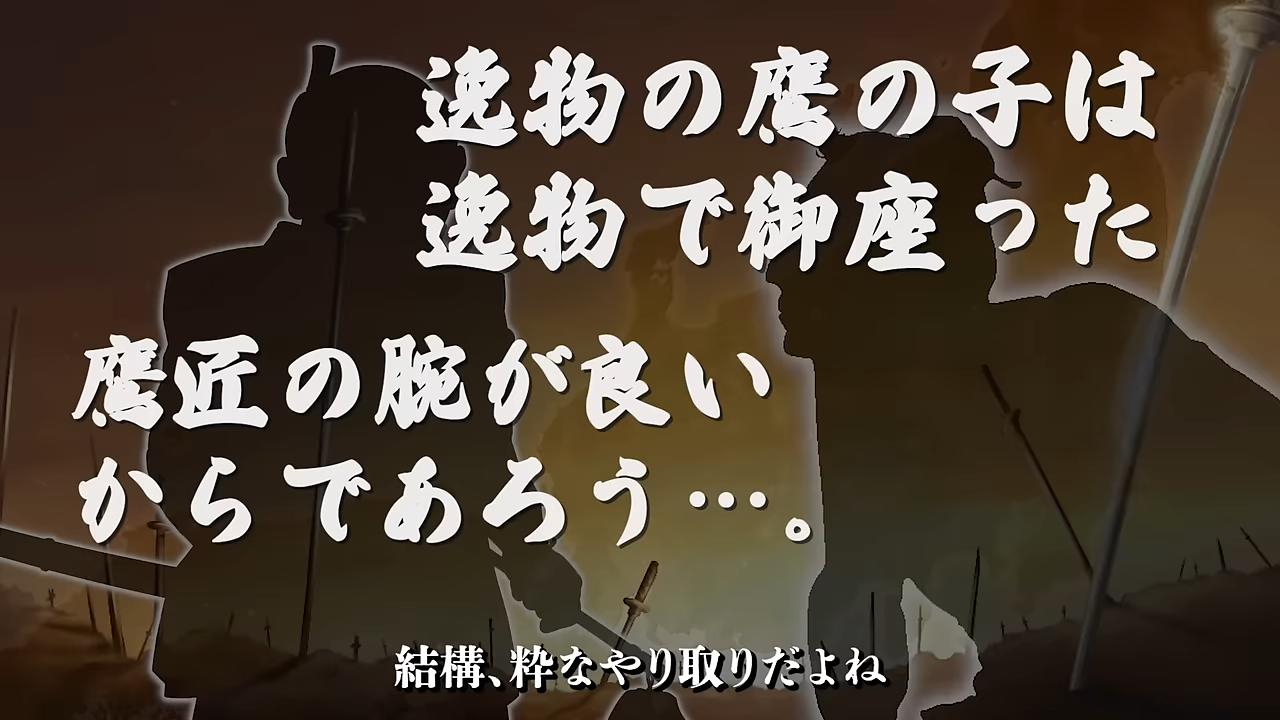 逸物の鷹の子は
逸物で御座った
鷹匠の腕が良い
からであろう…。
結構、粋なやり取りだよね